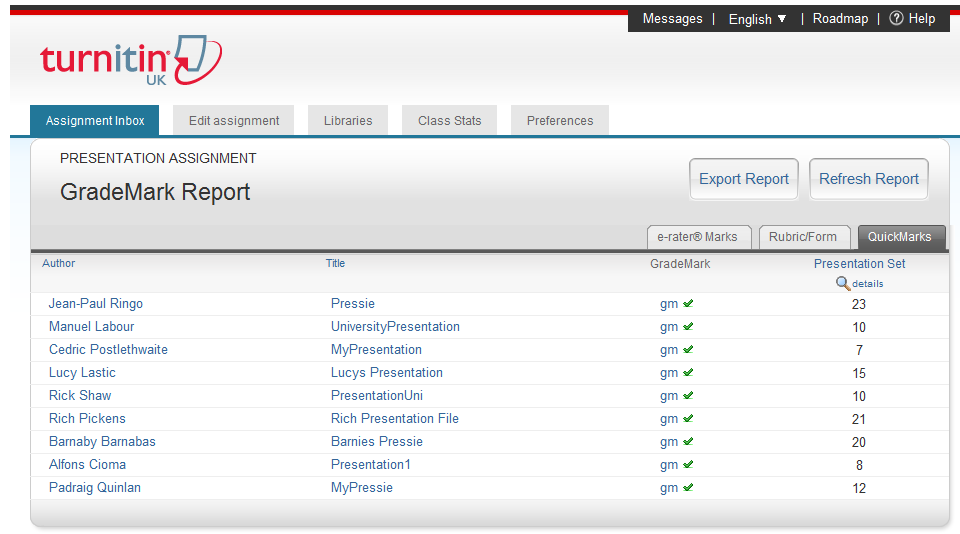 Messages | English ▼ | Roadmap | ? Help
turnitin®
UK
Assignment Inbox Edit assignment Libraries Class Stats Preferences
PRESENTATION ASSIGNMENT
GradeMark Report
Export Report Refresh Report
e-rater® Marks Rubric/Form QuickMarks
Author Title GradeMark Presentation Set
details
Jean-Paul Ringo Pressie gm 23
Manuel Labour UniversityPresentation gm 10
Cedric Postlethwaite MyPresentation gm 7
Lucy Lastic Lucys Presentation gm 15
Rick Shaw PresentationUni gm 10
Rich Pickens Rich Presentation File gm 21
Barnaby Barnabas Barnies Pressie gm 20
Alfons Cioma Presentation1 gm 8
Padraig Quinlan MyPressie gm 12